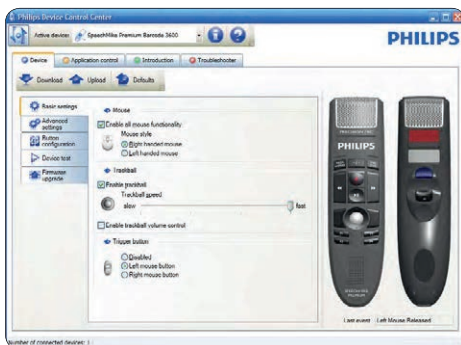 Philips Device Control Center
Active device: SpeechMike Premium Barcode 3600
PHILIPS
Device Application control Introduction Troubleshooter
Download Upload Defaults
Basic settings
Advanced settings
Button configuration
Device test
Firmware upgrade
Mouse
Enable all mouse functionality
Mouse style
Right handed mouse
Left handed mouse
Trackball
Enable trackball
Trackball speed
slow fast
Enable trackball volume control
Trigger button
Disabled
Left mouse button
Right mouse button
PHILIPS
Last event Left Mouse Released
Number of connected devices: 1